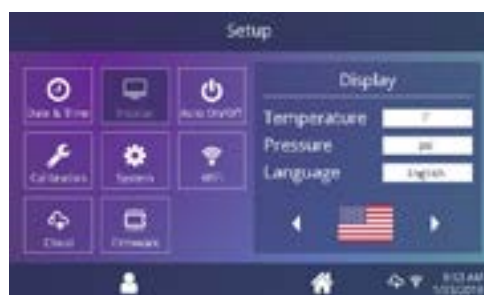 Setup
Date & Time
Display
Auto On/Off
Calibration
System
WiFi
Cloud
Firmware
Display
Temperature
Pressure
psi
Language
English